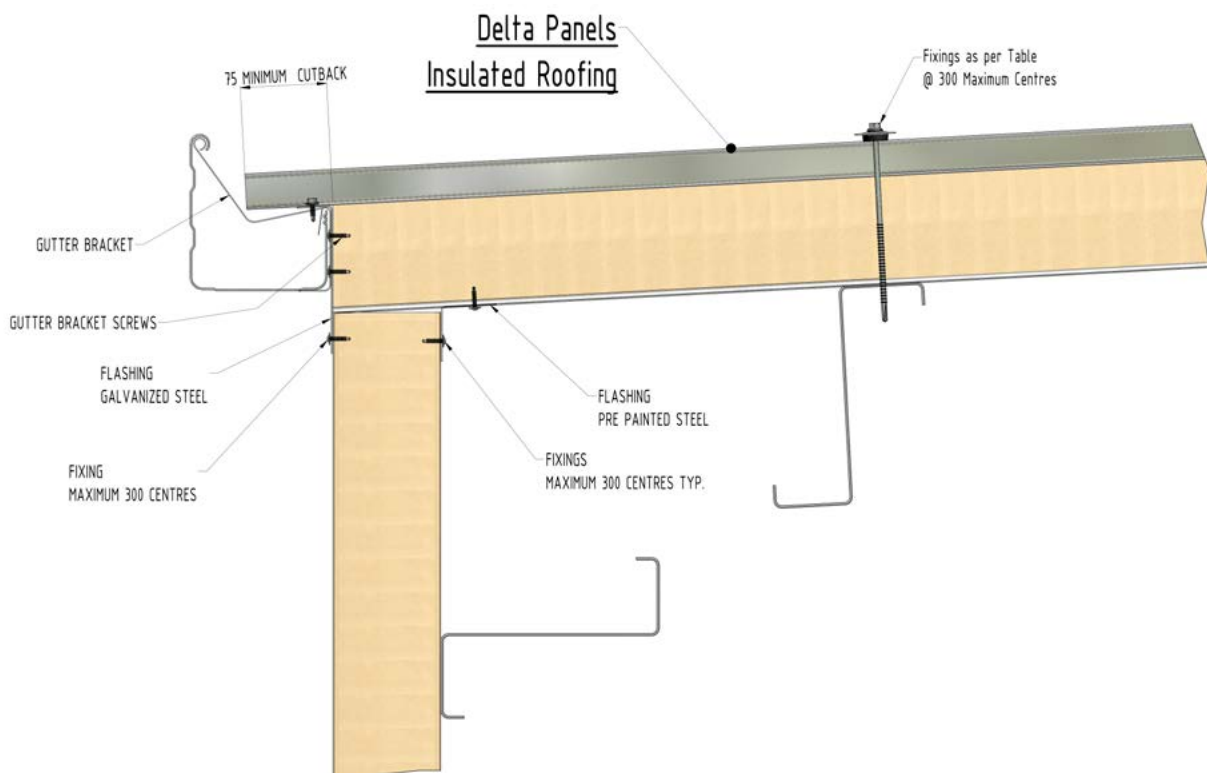 Delta Panels
Insulated Roofing
Fixings as per Table
@ 300 Maximum Centres
75 MINIMUM CUTBACK
GUTTER BRACKET
GUTTER BRACKET SCREWS
FLASHING
GALVANIZED STEEL
FLASHING
PRE PAINTED STEEL
FIXING
MAXIMUM 300 CENTRES
FIXINGS
MAXIMUM 300 CENTRES TYP.